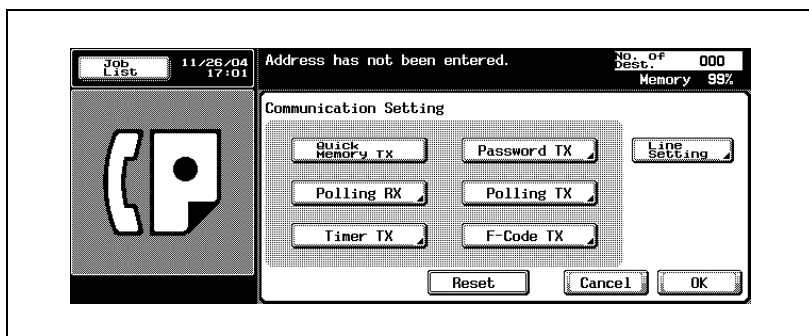 Job
List
11/26/04
17:01
Address has not been entered.
No. of
Dest.
000
Memory 99%
Communication Setting
Quick
Memory TX
Password TX
Line
Setting
Polling RX
Polling TX
Timer TX
F-Code TX
Reset
Cancel
OK